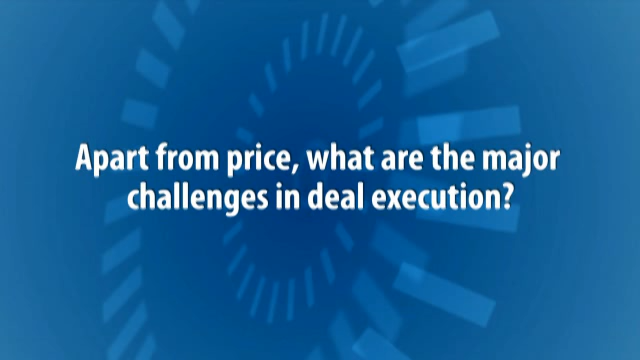 Apart from price, what are the major
challenges in deal execution?